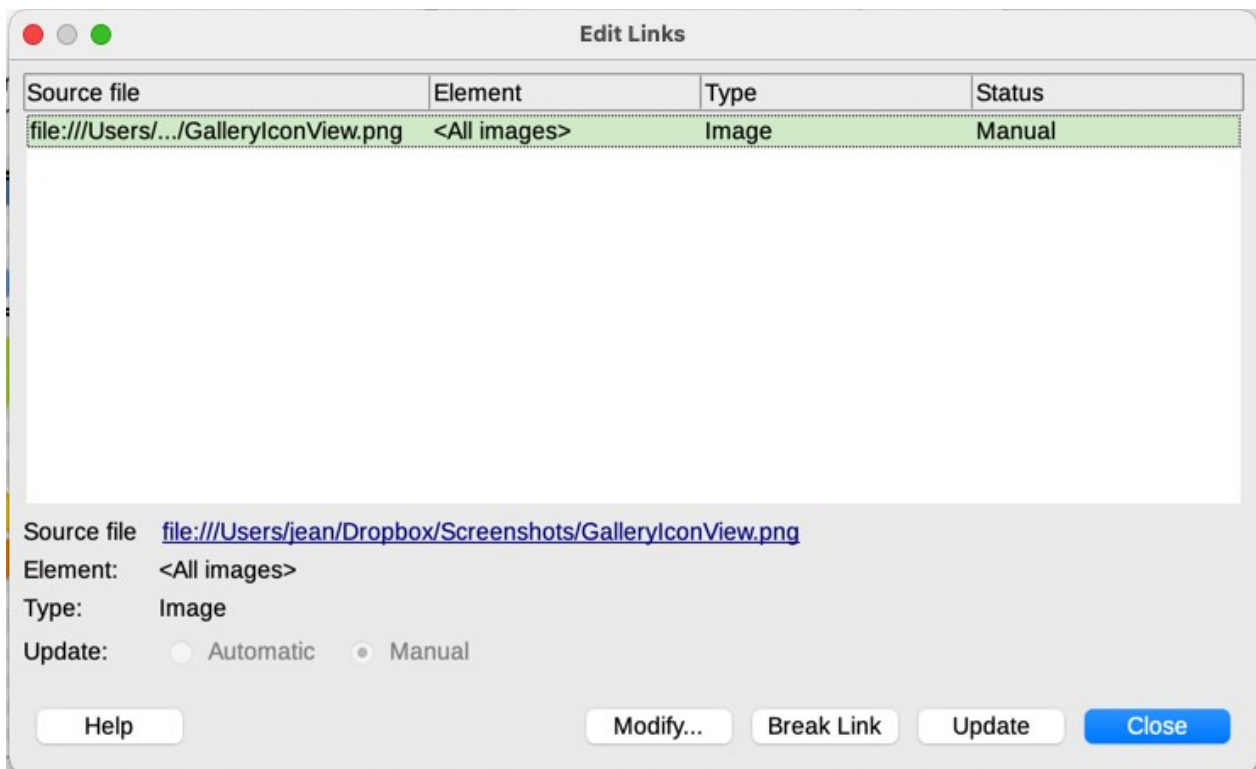 Edit Links
Source file Element Type Status
file:///Users/.../GalleryIconView.png <All images> Image Manual
Source file file:///Users/jean/Dropbox/Screenshots/GalleryIconView.png
Element: <All images>
Type: Image
Update: Automatic Manual
Help Modify... Break Link Update Close